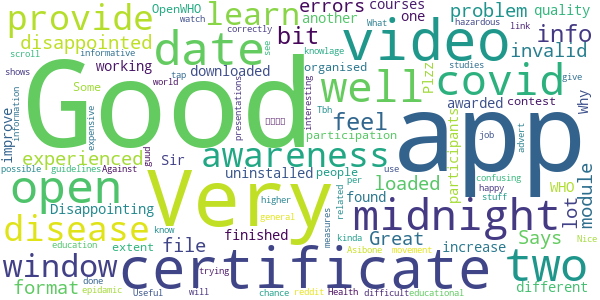 OpenWHO watch another errors courses problem quality
provide learn What one hazardous
disappointed date bit video correctly info link invalid
scroll informative see
shows working downloaded organised knowlage Plzz studies give
improve information Some tap world presentations interesting well covid awarded contest Why
Good app
possible guidelines Against experienced Sir expensive guud Tbh feel participation participants job advert
awareness loaded WHO module
open uninstalled people found lot
Disappointing higher per related midnight confusing happy stuff
disease know general use Says
education extent file finished Very measures Great increase different
window certificate two
format done trying kinda Asibone movement Nice
Useful epidamic will chance reddit Health difficult educational